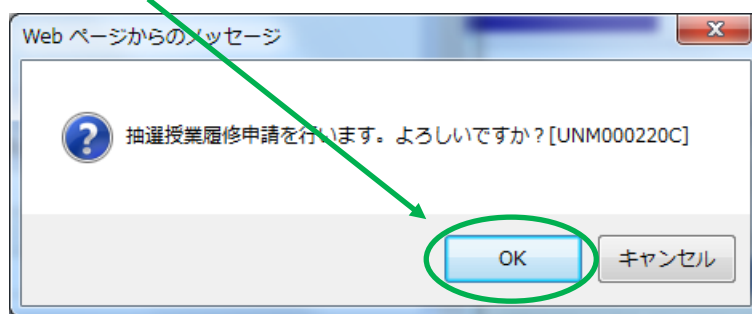 Web ページからのメッセージ
抽選授業履修申請を行います。よろしいですか？[UNM000220C]
OK
キャンセル